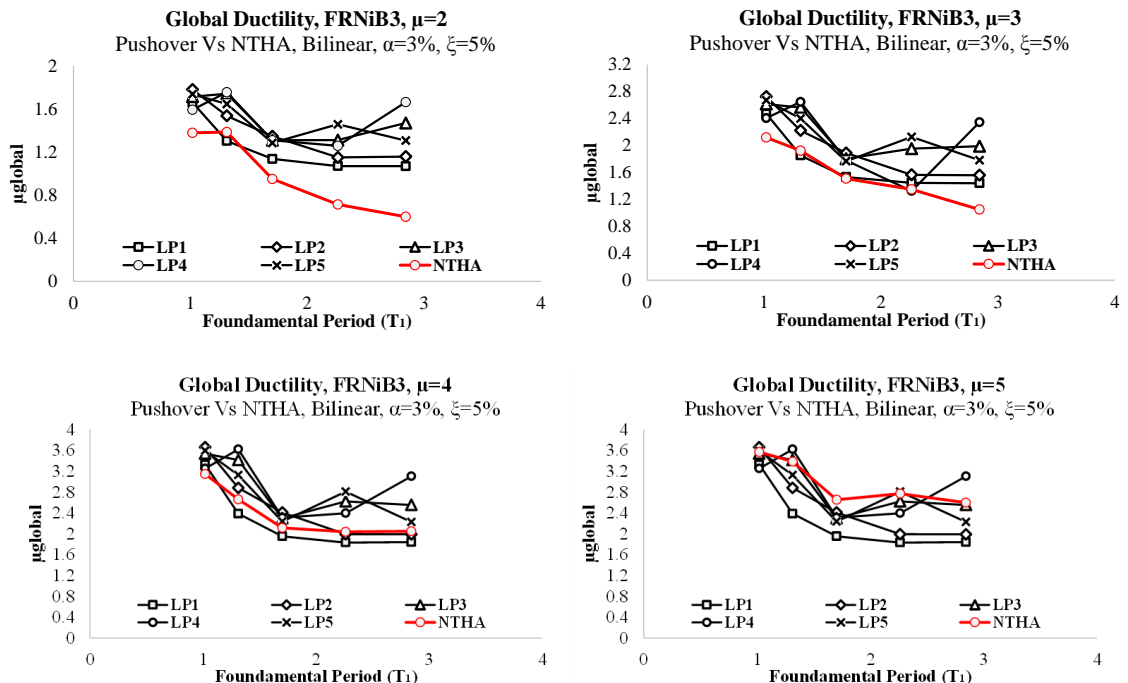 Global Ductility, FRNiB3, μ=2
Pushover Vs NTHA, Bilinear, α=3%, ξ=5%
2
1.6
1.2
0.8
0.4
0
μglobal
LP1 LP2 LP3
LP4 LP5 NTHA
0 1 2 3 4
Foundamental Period (T₁)
Global Ductility, FRNiB3, μ=3
Pushover Vs NTHA, Bilinear, α=3%, ξ=5%
3.2
2.8
2.4
2
1.6
1.2
0.8
0.4
0
μglobal
LP1 LP2 LP3
LP4 LP5 NTHA
0 1 2 3 4
Foundamental Period (T₁)
Global Ductility, FRNiB3, μ=4
Pushover Vs NTHA, Bilinear, α=3%, ξ=5%
4
3.6
3.2
2.8
2.4
2
1.6
1.2
0.8
0.4
0
μglobal
LP1 LP2 LP3
LP4 LP5 NTHA
0 1 2 3 4
Foundamental Period (T₁)
Global Ductility, FRNiB3, μ=5
Pushover Vs NTHA, Bilinear, α=3%, ξ=5%
4
3.6
3.2
2.8
2.4
2
1.6
1.2
0.8
0.4
0
μglobal
LP1 LP2 LP3
LP4 LP5 NTHA
0 1 2 3 4
Foundamental Period (T₁)